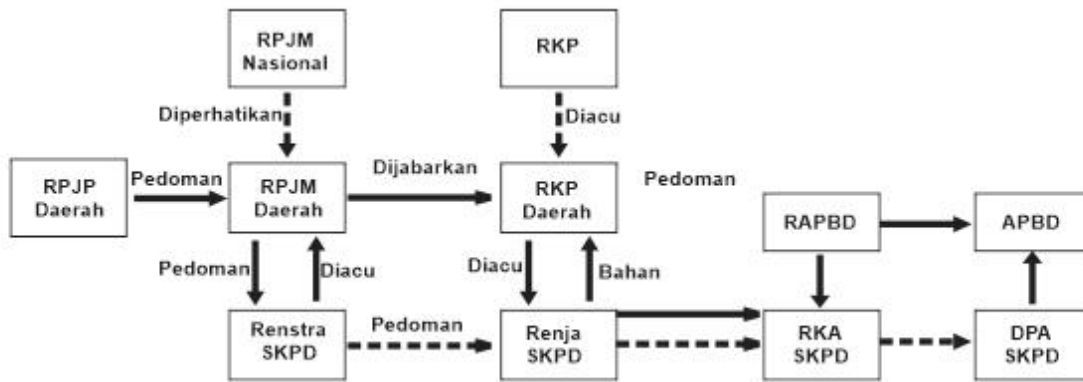 RPJM
Nasional
RKP
Diperhatikan
Diacu
RPJP
Daerah
Pedoman
RPJM
Daerah
Dijabarkan
RKP
Daerah
Pedoman
RAPBD
APBD
Pedoman
Diacu
Diacu
Bahan
Renstra
SKPD
Pedoman
Renja
SKPD
RKA
SKPD
DPA
SKPD